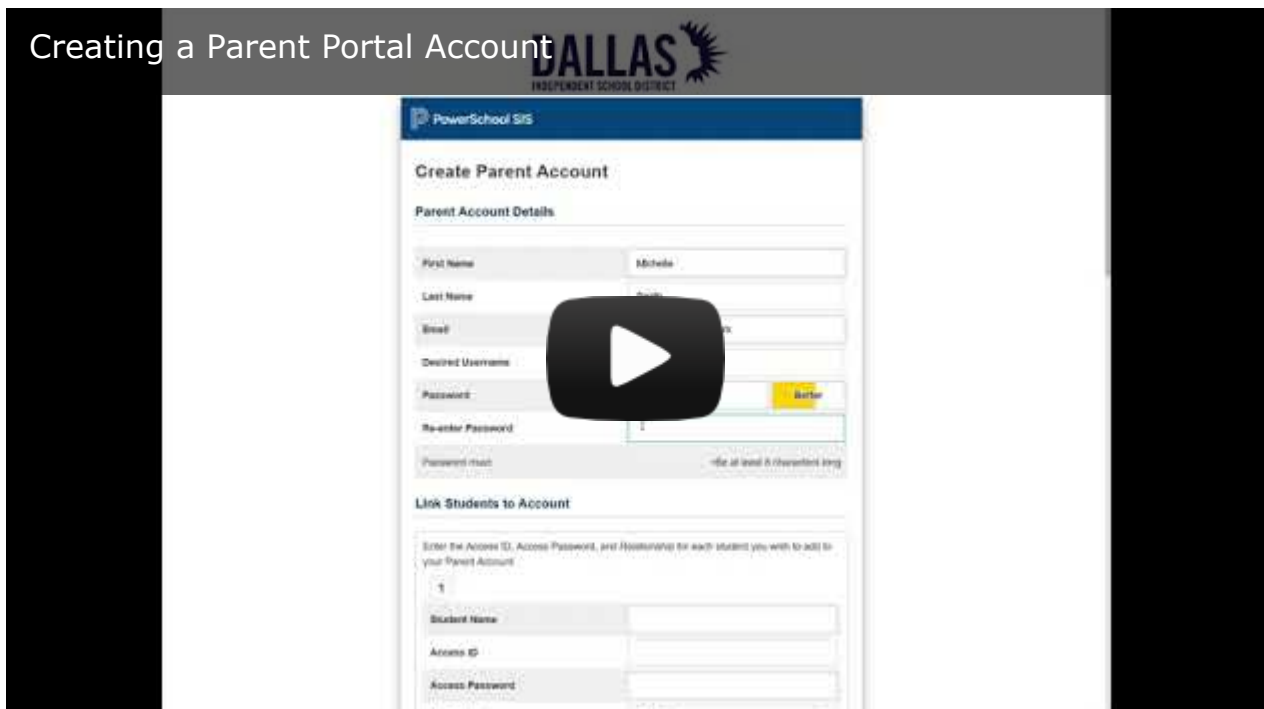 Creating a Parent Portal Account
DALLAS
INDEPENDENT SCHOOL DISTRICT
PowerSchool SIS
Create Parent Account
Parent Account Details
First Name Michelle
Last Name
Email
Desired Username
Password Better
Re-enter Password
Password must: •Be at least 8 characters long
Link Students to Account
Enter the Access ID, Access Password, and Relationship for each student you wish to add to
your Parent Account
1
Student Name
Access ID
Access Password